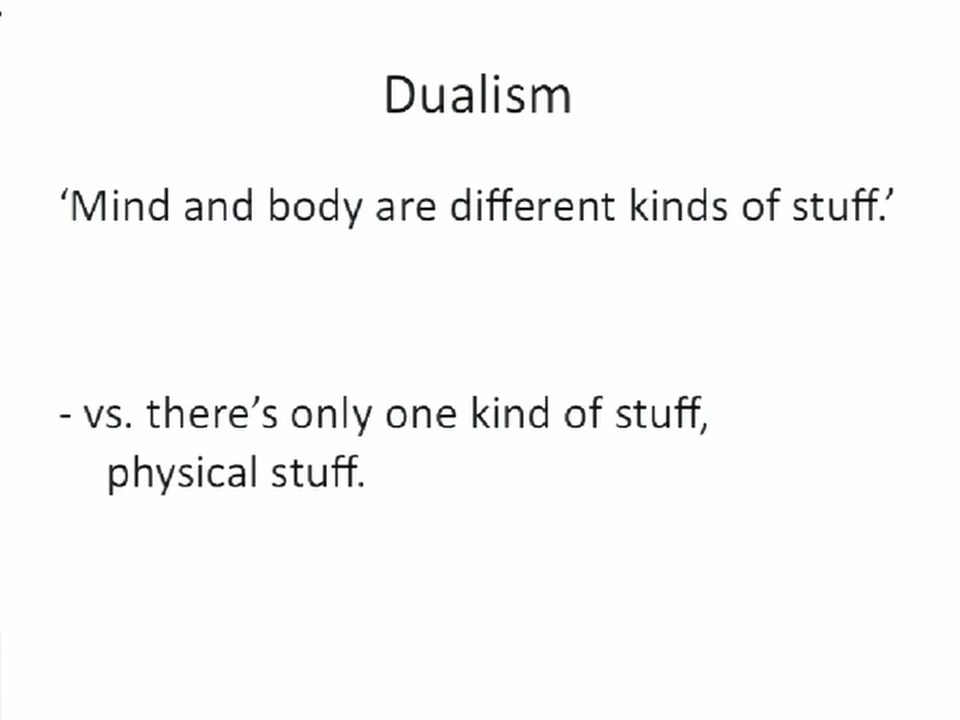 Dualism
‘Mind and body are different kinds of stuff.’
- vs. there’s only one kind of stuff,
physical stuff.